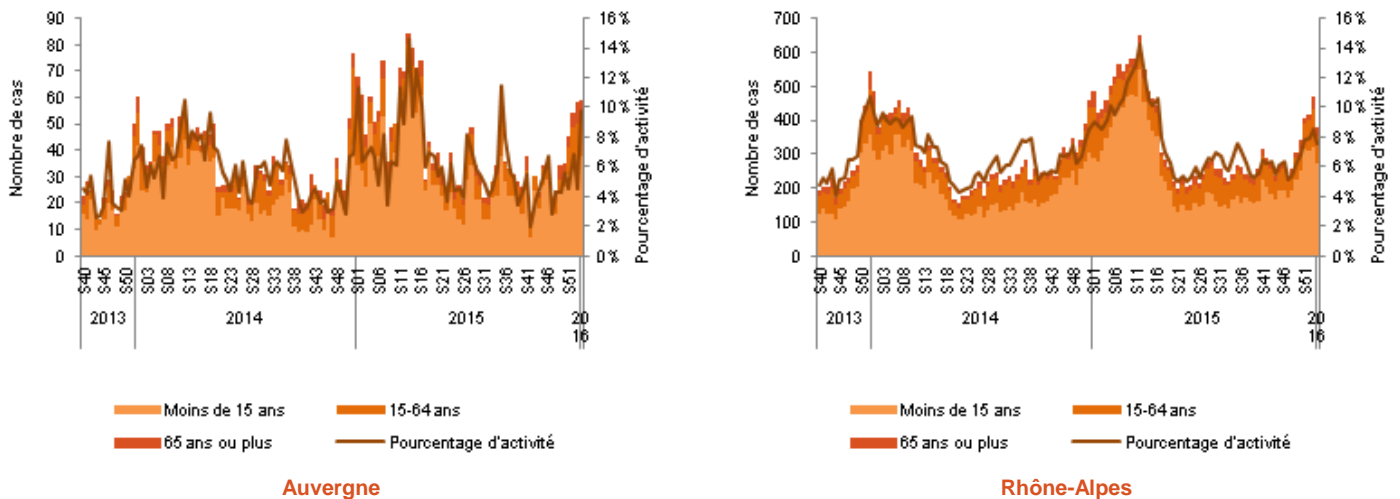 90
80
70
60
50
40
30
20
10
0
Nombre de cas
16%
14%
12%
10%
8%
6%
4%
2%
0%
Pourcentage d'activité
S40
S45
S50
S03
S08
S13
S18
S23
S28
S33
S38
S43
S48
S01
S06
S11
S16
S21
S26
S31
S36
S41
S46
S51
2013
2014
2015
20
16
Moins de 15 ans
15-64 ans
65 ans ou plus
Pourcentage d'activité
Auvergne
700
600
500
400
300
200
100
0
Nombre de cas
16%
14%
12%
10%
8%
6%
4%
2%
0%
Pourcentage d'activité
S40
S45
S50
S03
S08
S13
S18
S23
S28
S33
S38
S43
S48
S01
S06
S11
S16
S21
S26
S31
S36
S41
S46
S51
2013
2014
2015
20
16
Moins de 15 ans
15-64 ans
65 ans ou plus
Pourcentage d'activité
Rhône-Alpes